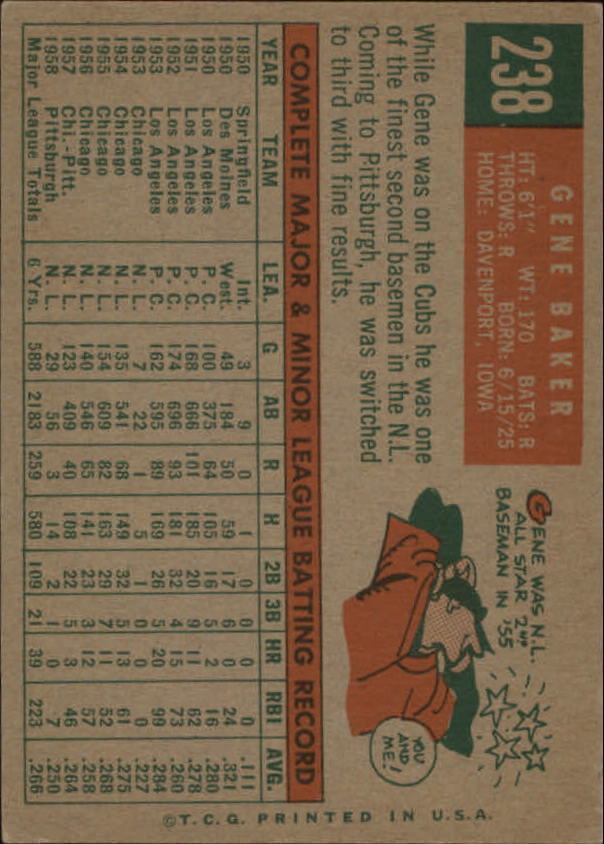 238
GENE BAKER
HT: 6'1" WT: 170 BATS: R
THROWS: R BORN: 6/15/25
HOME: DAVENPORT, IOWA
While Gene was on the Cubs he was one
of the finest second basemen in the N.L.
Coming to Pittsburgh, he was switched
to third with fine results.
GENE WAS N.L.
ALL STAR 2ND
BASEMAN IN '55
YOU
AND
ME!
COMPLETE MAJOR & MINOR LEAGUE BATTING RECORD
YEAR TEAM LEA. G AB R H 2B 3B HR RBI AVG.
1950 Springfield Int. 3 9 0 1 0 0 0 0 .111
1950 Des Moines West. 49 184 50 59 17 6 0 24 .321
1950 Los Angeles P. C. 100 375 64 105 16 5 2 16 .280
1951 Los Angeles P. C. 168 666 101 185 20 9 11 62 .278
1952 Los Angeles P. C. 174 696 93 181 32 4 15 73 .260
1953 Los Angeles P. C. 162 595 89 169 26 5 20 99 .284
1953 Chicago N. L. 7 22 1 5 1 0 0 0 .227
1954 Chicago N. L. 135 541 68 149 32 5 13 61 .275
1955 Chicago N. L. 154 609 82 163 29 7 11 52 .268
1956 Chicago N. L. 140 546 65 141 23 3 12 57 .258
1957 Chi.-Pitt. N. L. 123 409 40 108 22 5 3 46 .264
1958 Pittsburgh N. L. 29 56 3 14 2 1 0 7 .250
Major League Totals 6 Yrs. 588 2183 259 580 109 21 39 223 .266
©T.C.G. PRINTED IN U.S.A.